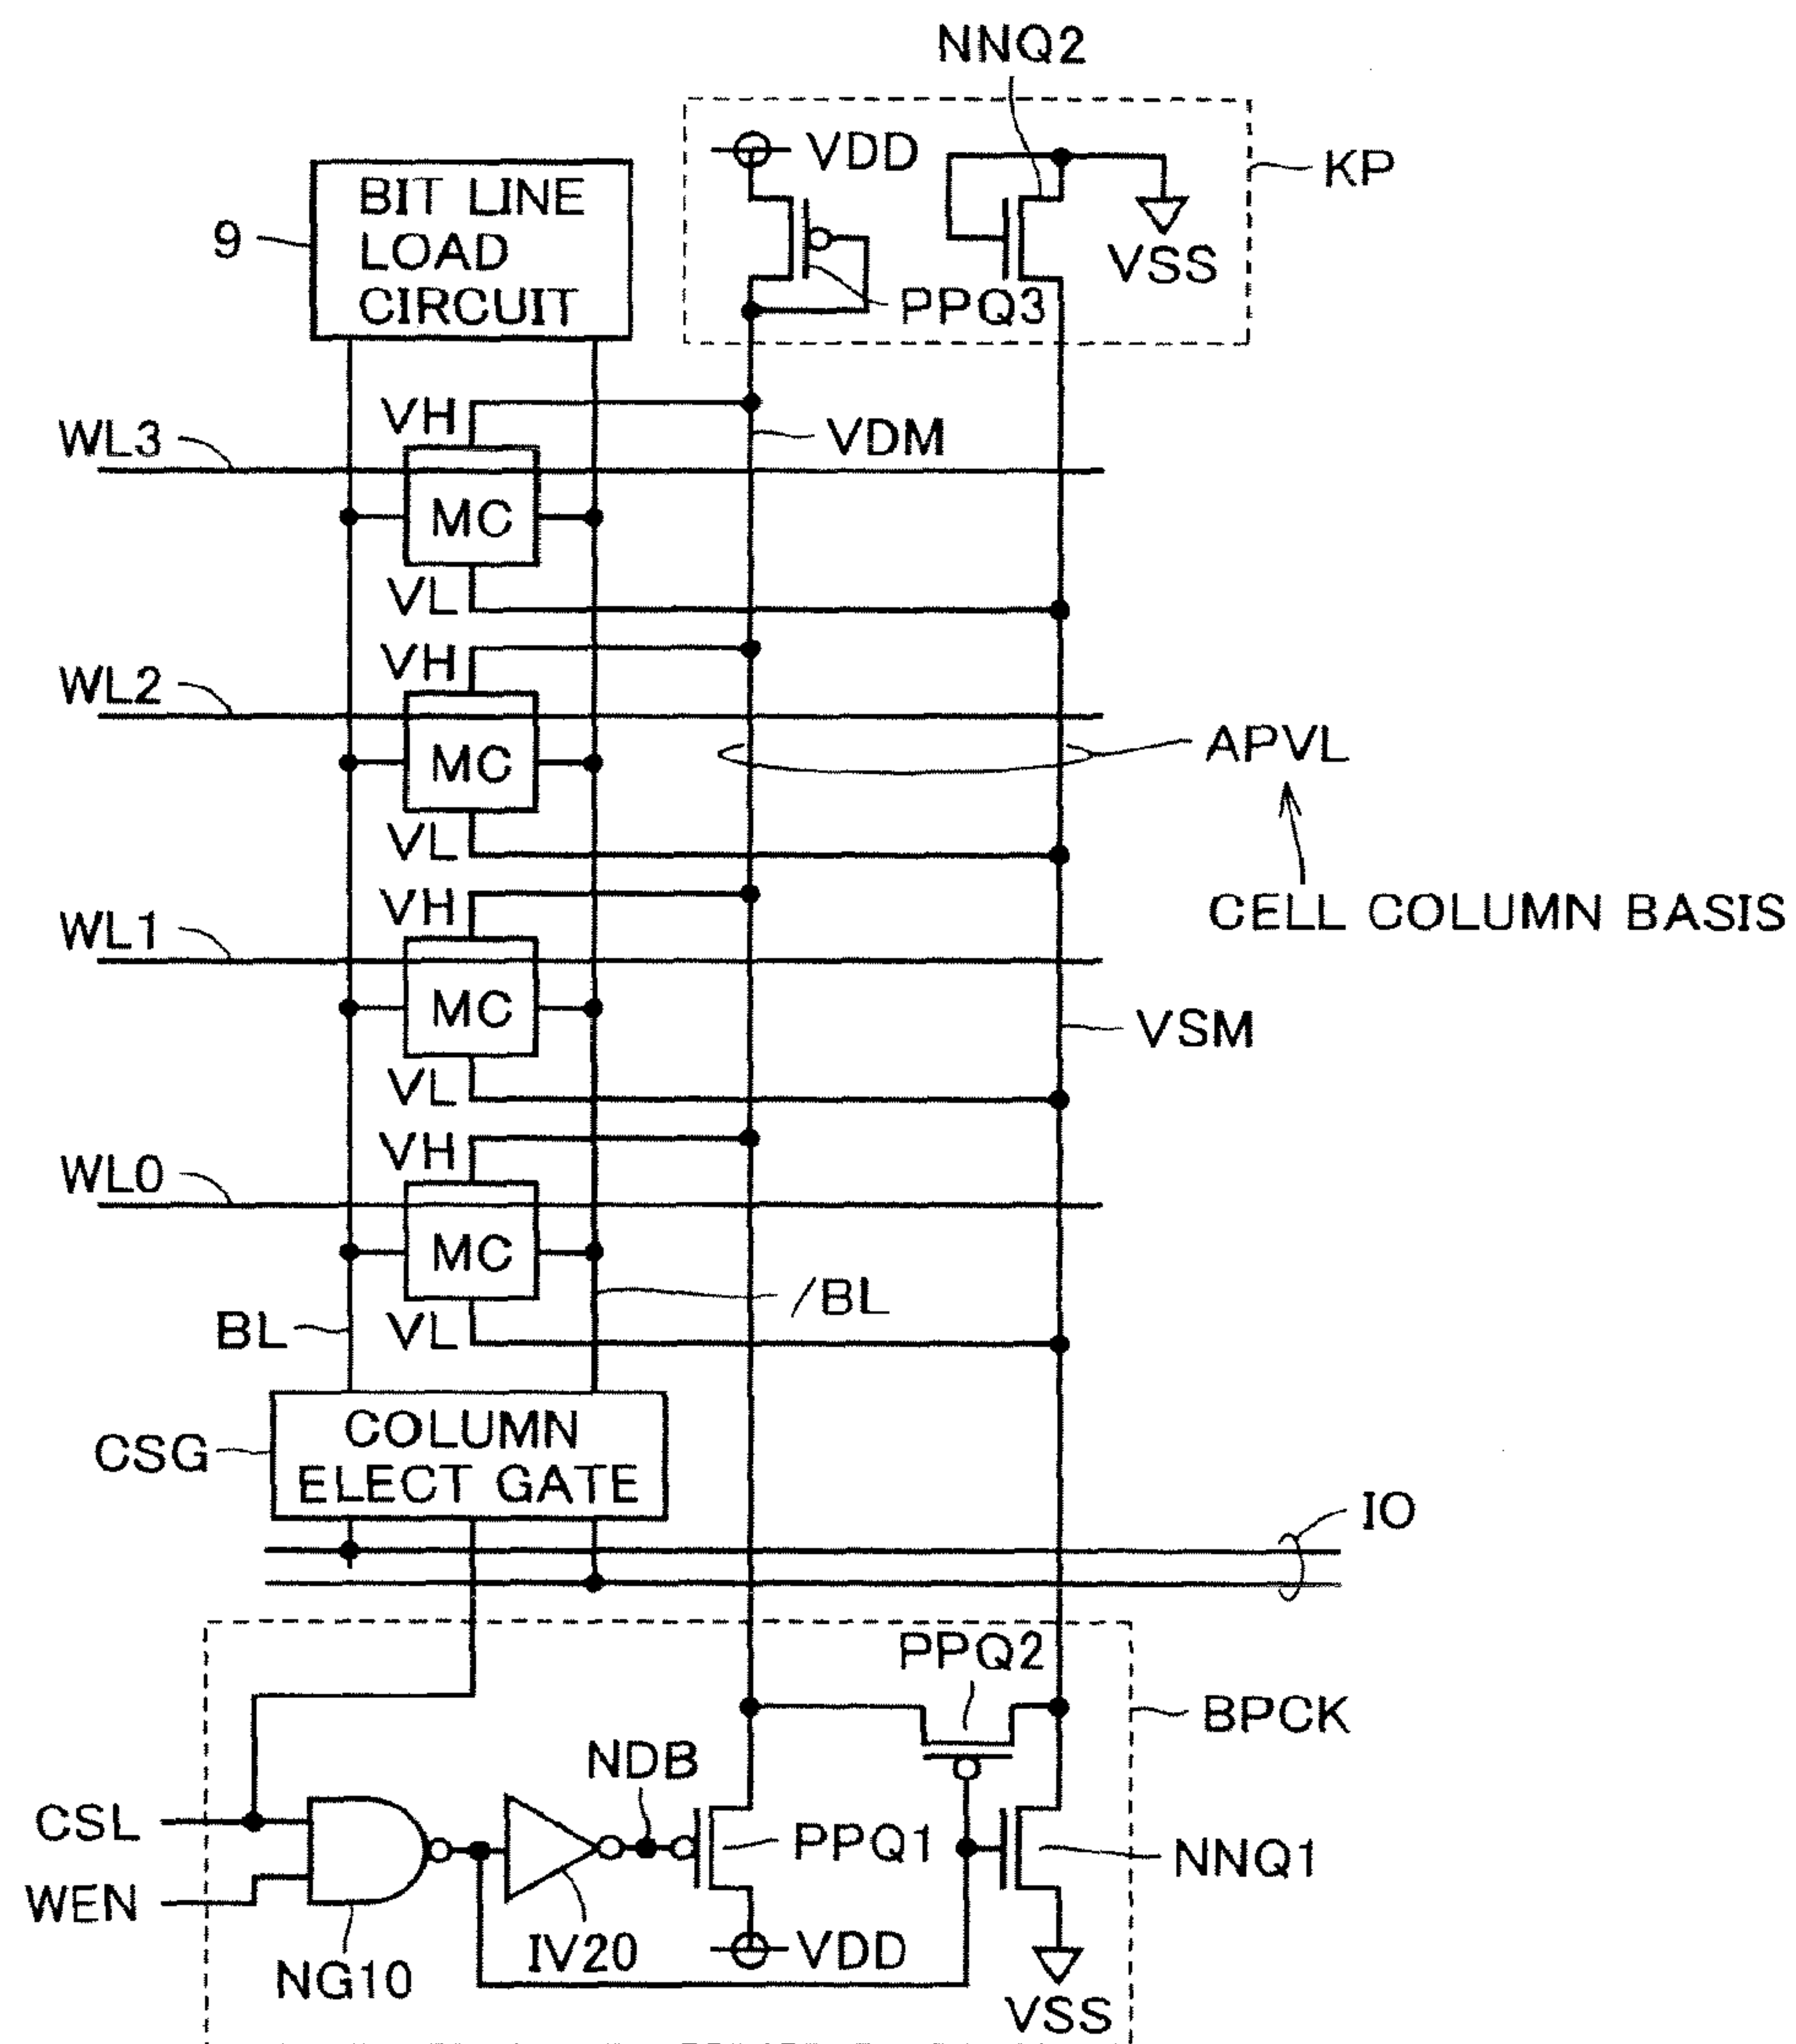 NNQ2
VDD
KP
BIT LINE
LOAD
CIRCUIT
9
VSS
PPQ3
VH
WL3
VDM
MC
VL
VH
WL2
MC
APVL
VL
VH
CELL COLUMN BASIS
WL1
MC
VSM
VL
VH
WL0
MC
/BL
BL
VL
COLUMN
ELECT GATE
CSG
IO
PPQ2
BPCK
NDB
CSL
PPQ1
NNQ1
WEN
IV20
VDD
NG10
VSS